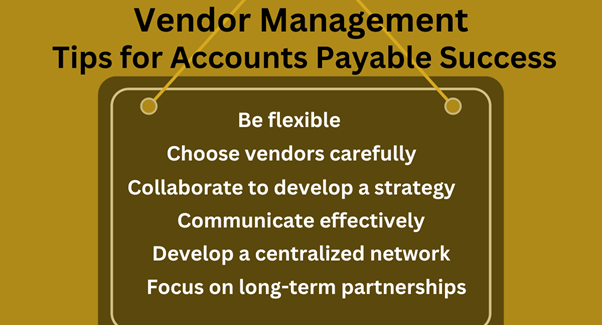 Vendor Management
Tips for Accounts Payable Success
Be flexible
Choose vendors carefully
Collaborate to develop a strategy
Communicate effectively
Develop a centralized network
Focus on long-term partnerships